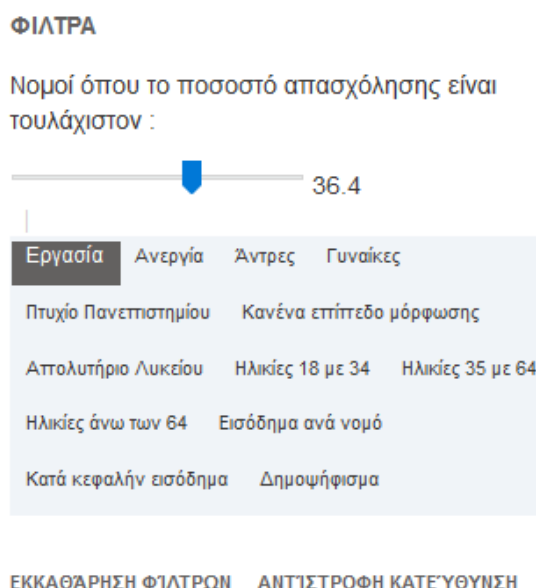 ΦΙΛΤΡΑ
Νομοί όπου το ποσοστό απασχόλησης είναι
τουλάχιστον :
36.4
Εργασία Ανεργία Άντρες Γυναίκες
Πτυχίο Πανεπιστημίου Κανένα επίπεδο μόρφωσης
Απολυτήριο Λυκείου Ηλικίες 18 με 34 Ηλικίες 35 με 64
Ηλικίες άνω των 64 Εισόδημα ανά νομό
Κατά κεφαλήν εισόδημα Δημοψήφισμα
ΕΚΚΑΘΆΡΗΣΗ ΦΊΛΤΡΩΝ ΑΝΤΊΣΤΡΟΦΗ ΚΑΤΕΎΘΥΝΣΗ